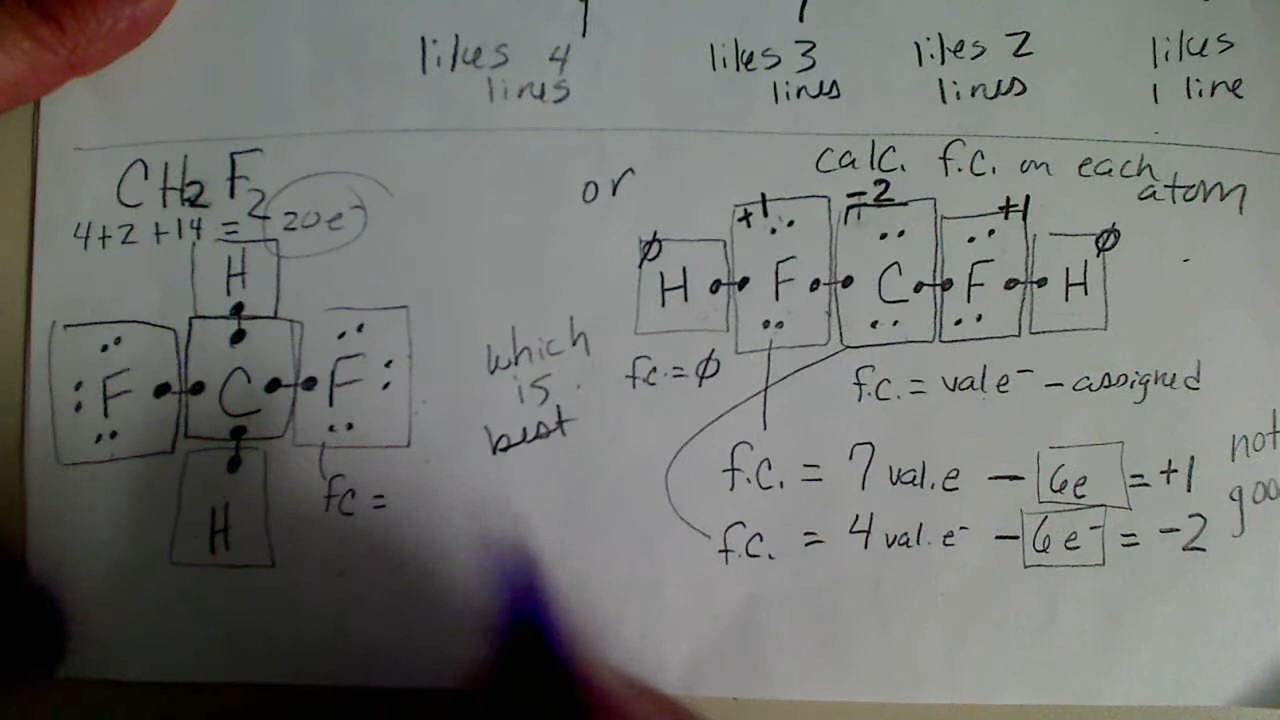 likes 4 lines
likes 3 lines
likes 2 lines
likes 1 line
CH2F2
4+2+14 = 20e-
H
F C F
H
fc =
or
which is best
calc. f.c. on each atom
∅ +1 -2 +1 ∅
H F C F H
fc. = ∅
f.c. = val e- - assigned
f.c. = 7 val.e - 6e = +1
f.c. = 4 val.e- - 6e- = -2
not goo